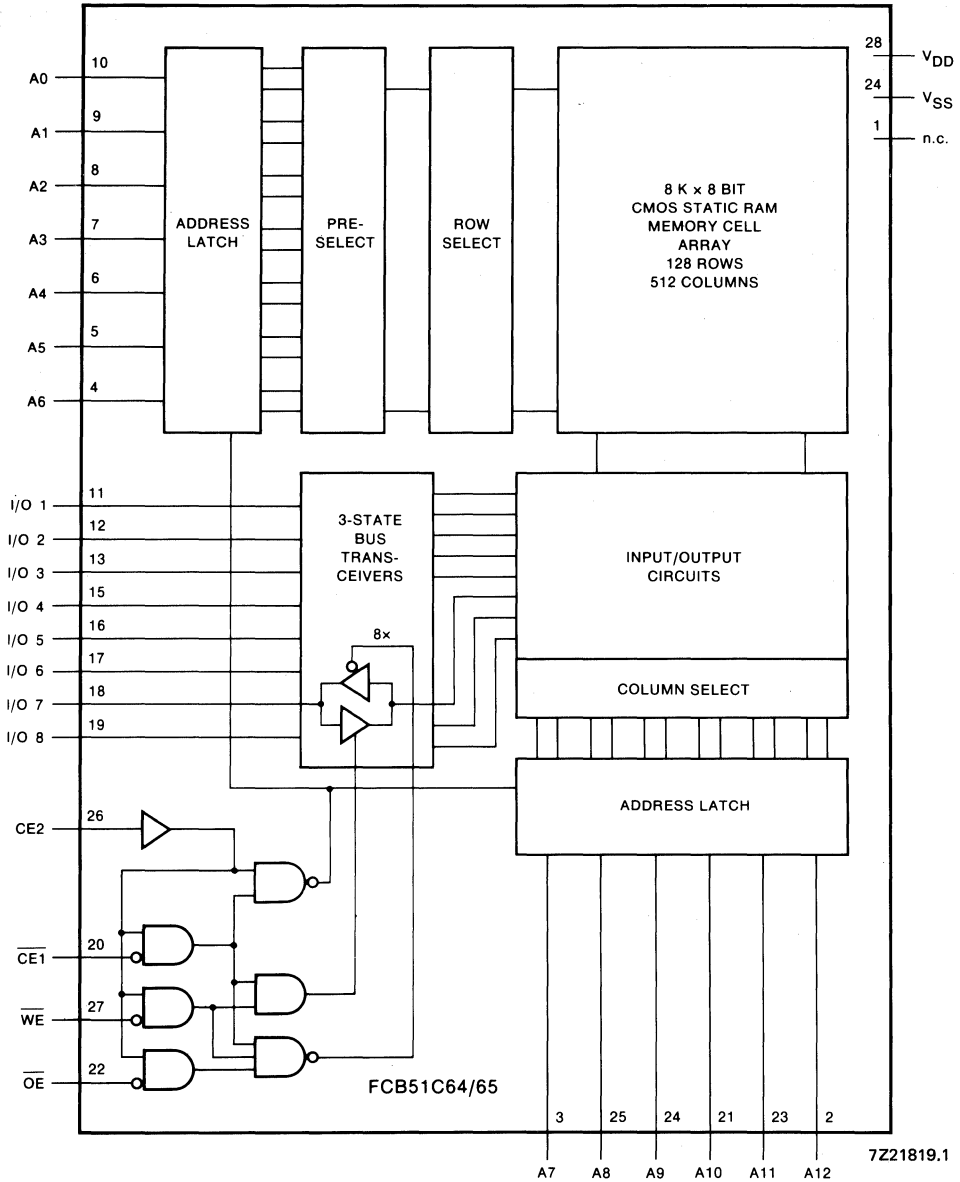 A0 10
A1 9
A2 8
A3 7
A4 6
A5 5
A6 4
ADDRESS
LATCH
PRE-
SELECT
ROW
SELECT
8 K × 8 BIT
CMOS STATIC RAM
MEMORY CELL
ARRAY
128 ROWS
512 COLUMNS
28 VDD
24 VSS
1 n.c.
I/O 1 11
I/O 2 12
I/O 3 13
I/O 4 15
I/O 5 16
I/O 6 17
I/O 7 18
I/O 8 19
3-STATE
BUS
TRANS-
CEIVERS
8×
INPUT/OUTPUT
CIRCUITS
COLUMN SELECT
ADDRESS LATCH
CE2 26
C̅E̅1̅ 20
W̅E̅ 27
O̅E̅ 22
FCB51C64/65
3 25 24 21 23 2
A7 A8 A9 A10 A11 A12
7Z21819.1